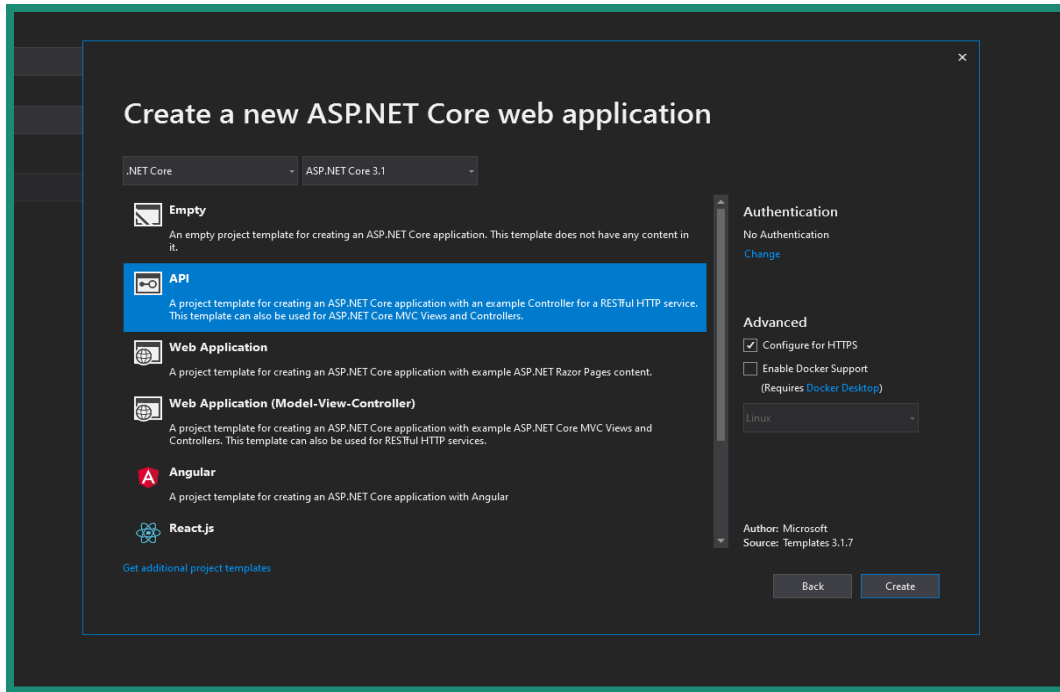 Create a new ASP.NET Core web application
.NET Core
ASP.NET Core 3.1
Empty
An empty project template for creating an ASP.NET Core application. This template does not have any content in
it.
API
A project template for creating an ASP.NET Core application with an example Controller for a RESTful HTTP service.
This template can also be used for ASP.NET Core MVC Views and Controllers.
Web Application
A project template for creating an ASP.NET Core application with example ASP.NET Razor Pages content.
Web Application (Model-View-Controller)
A project template for creating an ASP.NET Core application with example ASP.NET Core MVC Views and
Controllers. This template can also be used for RESTful HTTP services.
Angular
A project template for creating an ASP.NET Core application with Angular
React.js
Get additional project templates
Authentication
No Authentication
Change
Advanced
Configure for HTTPS
Enable Docker Support
(Requires Docker Desktop)
Linux
Author: Microsoft
Source: Templates 3.1.7
Back
Create